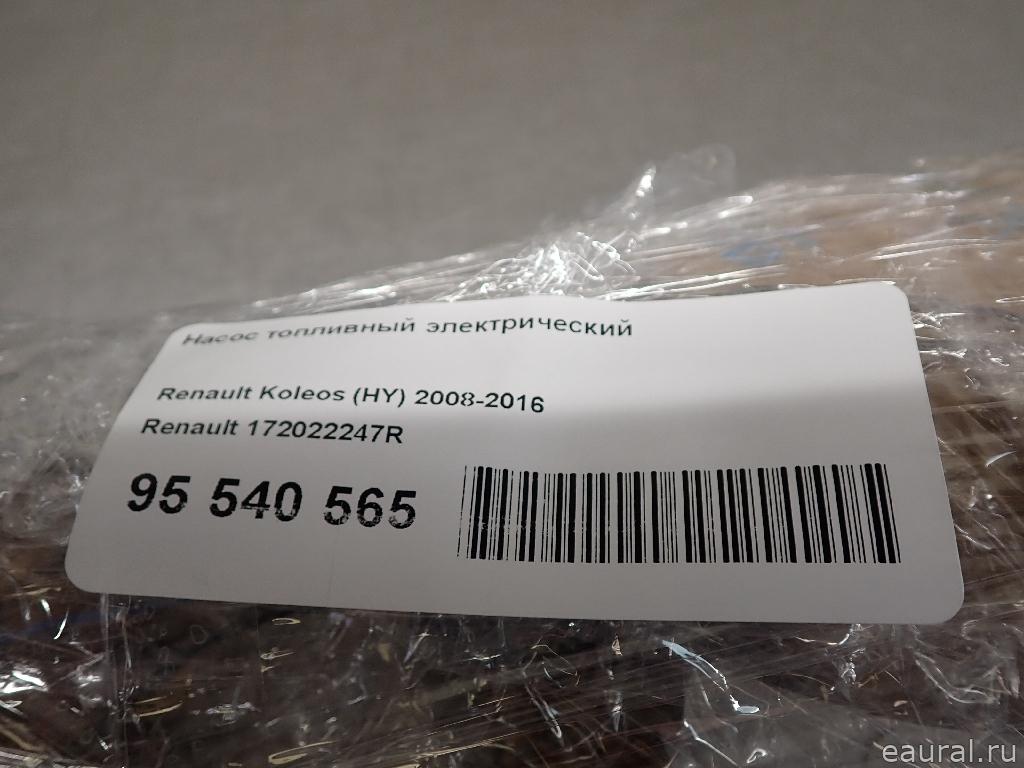 Насос топливный электрический
Renault Koleos (HY) 2008-2016
Renault 172022247R
95 540 565
eaural.ru